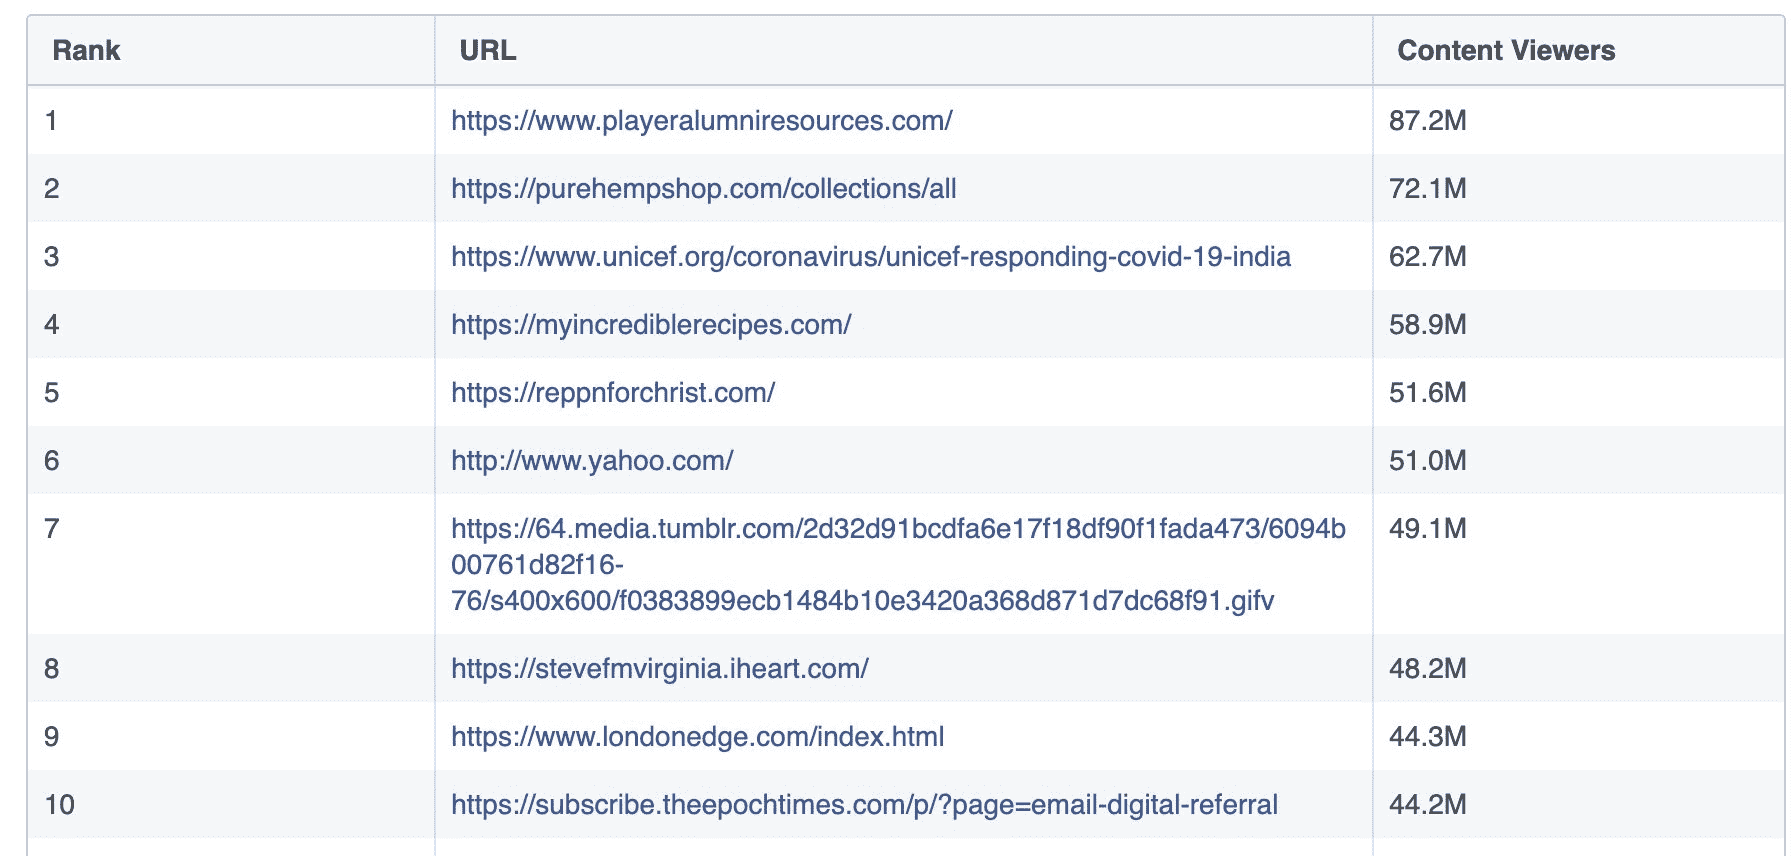 Rank URL Content Viewers
1 https://www.playeralumniresources.com/ 87.2M
2 https://purehempshop.com/collections/all 72.1M
3 https://www.unicef.org/coronavirus/unicef-responding-covid-19-india 62.7M
4 https://myincrediblerecipes.com/ 58.9M
5 https://reppnforchrist.com/ 51.6M
6 http://www.yahoo.com/ 51.0M
7 https://64.media.tumblr.com/2d32d91bcdfa6e17f18df90f1fada473/6094b 49.1M
00761d82f16-
76/s400x600/f0383899ecb1484b10e3420a368d871d7dc68f91.gifv
8 https://stevefmvirginia.iheart.com/ 48.2M
9 https://www.londonedge.com/index.html 44.3M
10 https://subscribe.theepochtimes.com/p/?page=email-digital-referral 44.2M